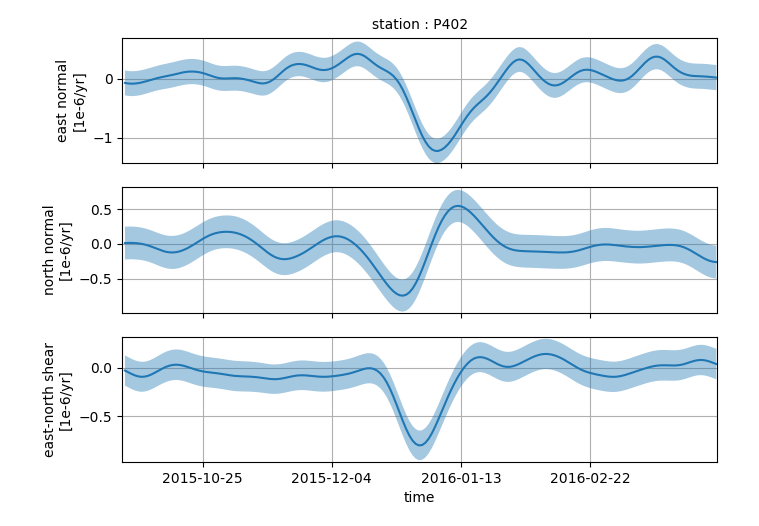 station : P402
east normal
[1e-6/yr]
0
−1
north normal
[1e-6/yr]
0.5
0.0
−0.5
east-north shear
[1e-6/yr]
0.0
−0.5
2015-10-25 2015-12-04 2016-01-13 2016-02-22
time